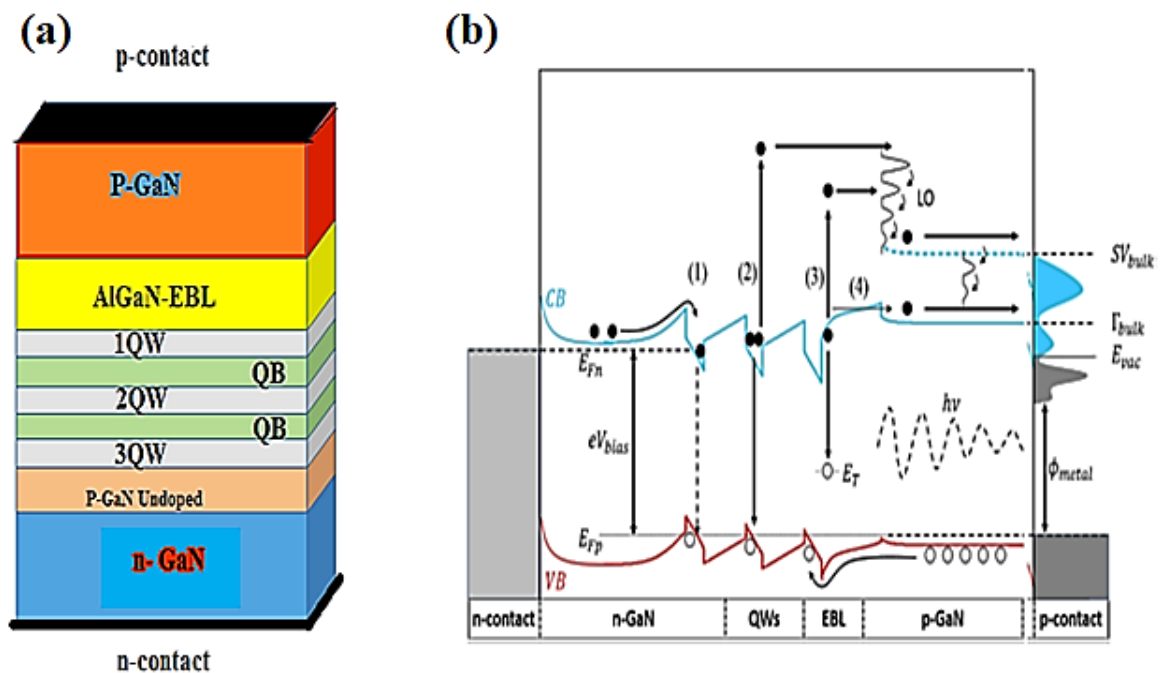 (a)
p-contact
P-GaN
AlGaN-EBL
1QW
QB
2QW
QB
3QW
P-GaN Undoped
n- GaN
n-contact
(b)
LO
(1)
(2)
(3)
(4)
SV_bulk
CB
Γ_bulk
E_Fn
E_vac
hν
eV_bias
E_T
ϕ_metal
E_Fp
VB
n-contact
n-GaN
QWs
EBL
p-GaN
p-contact